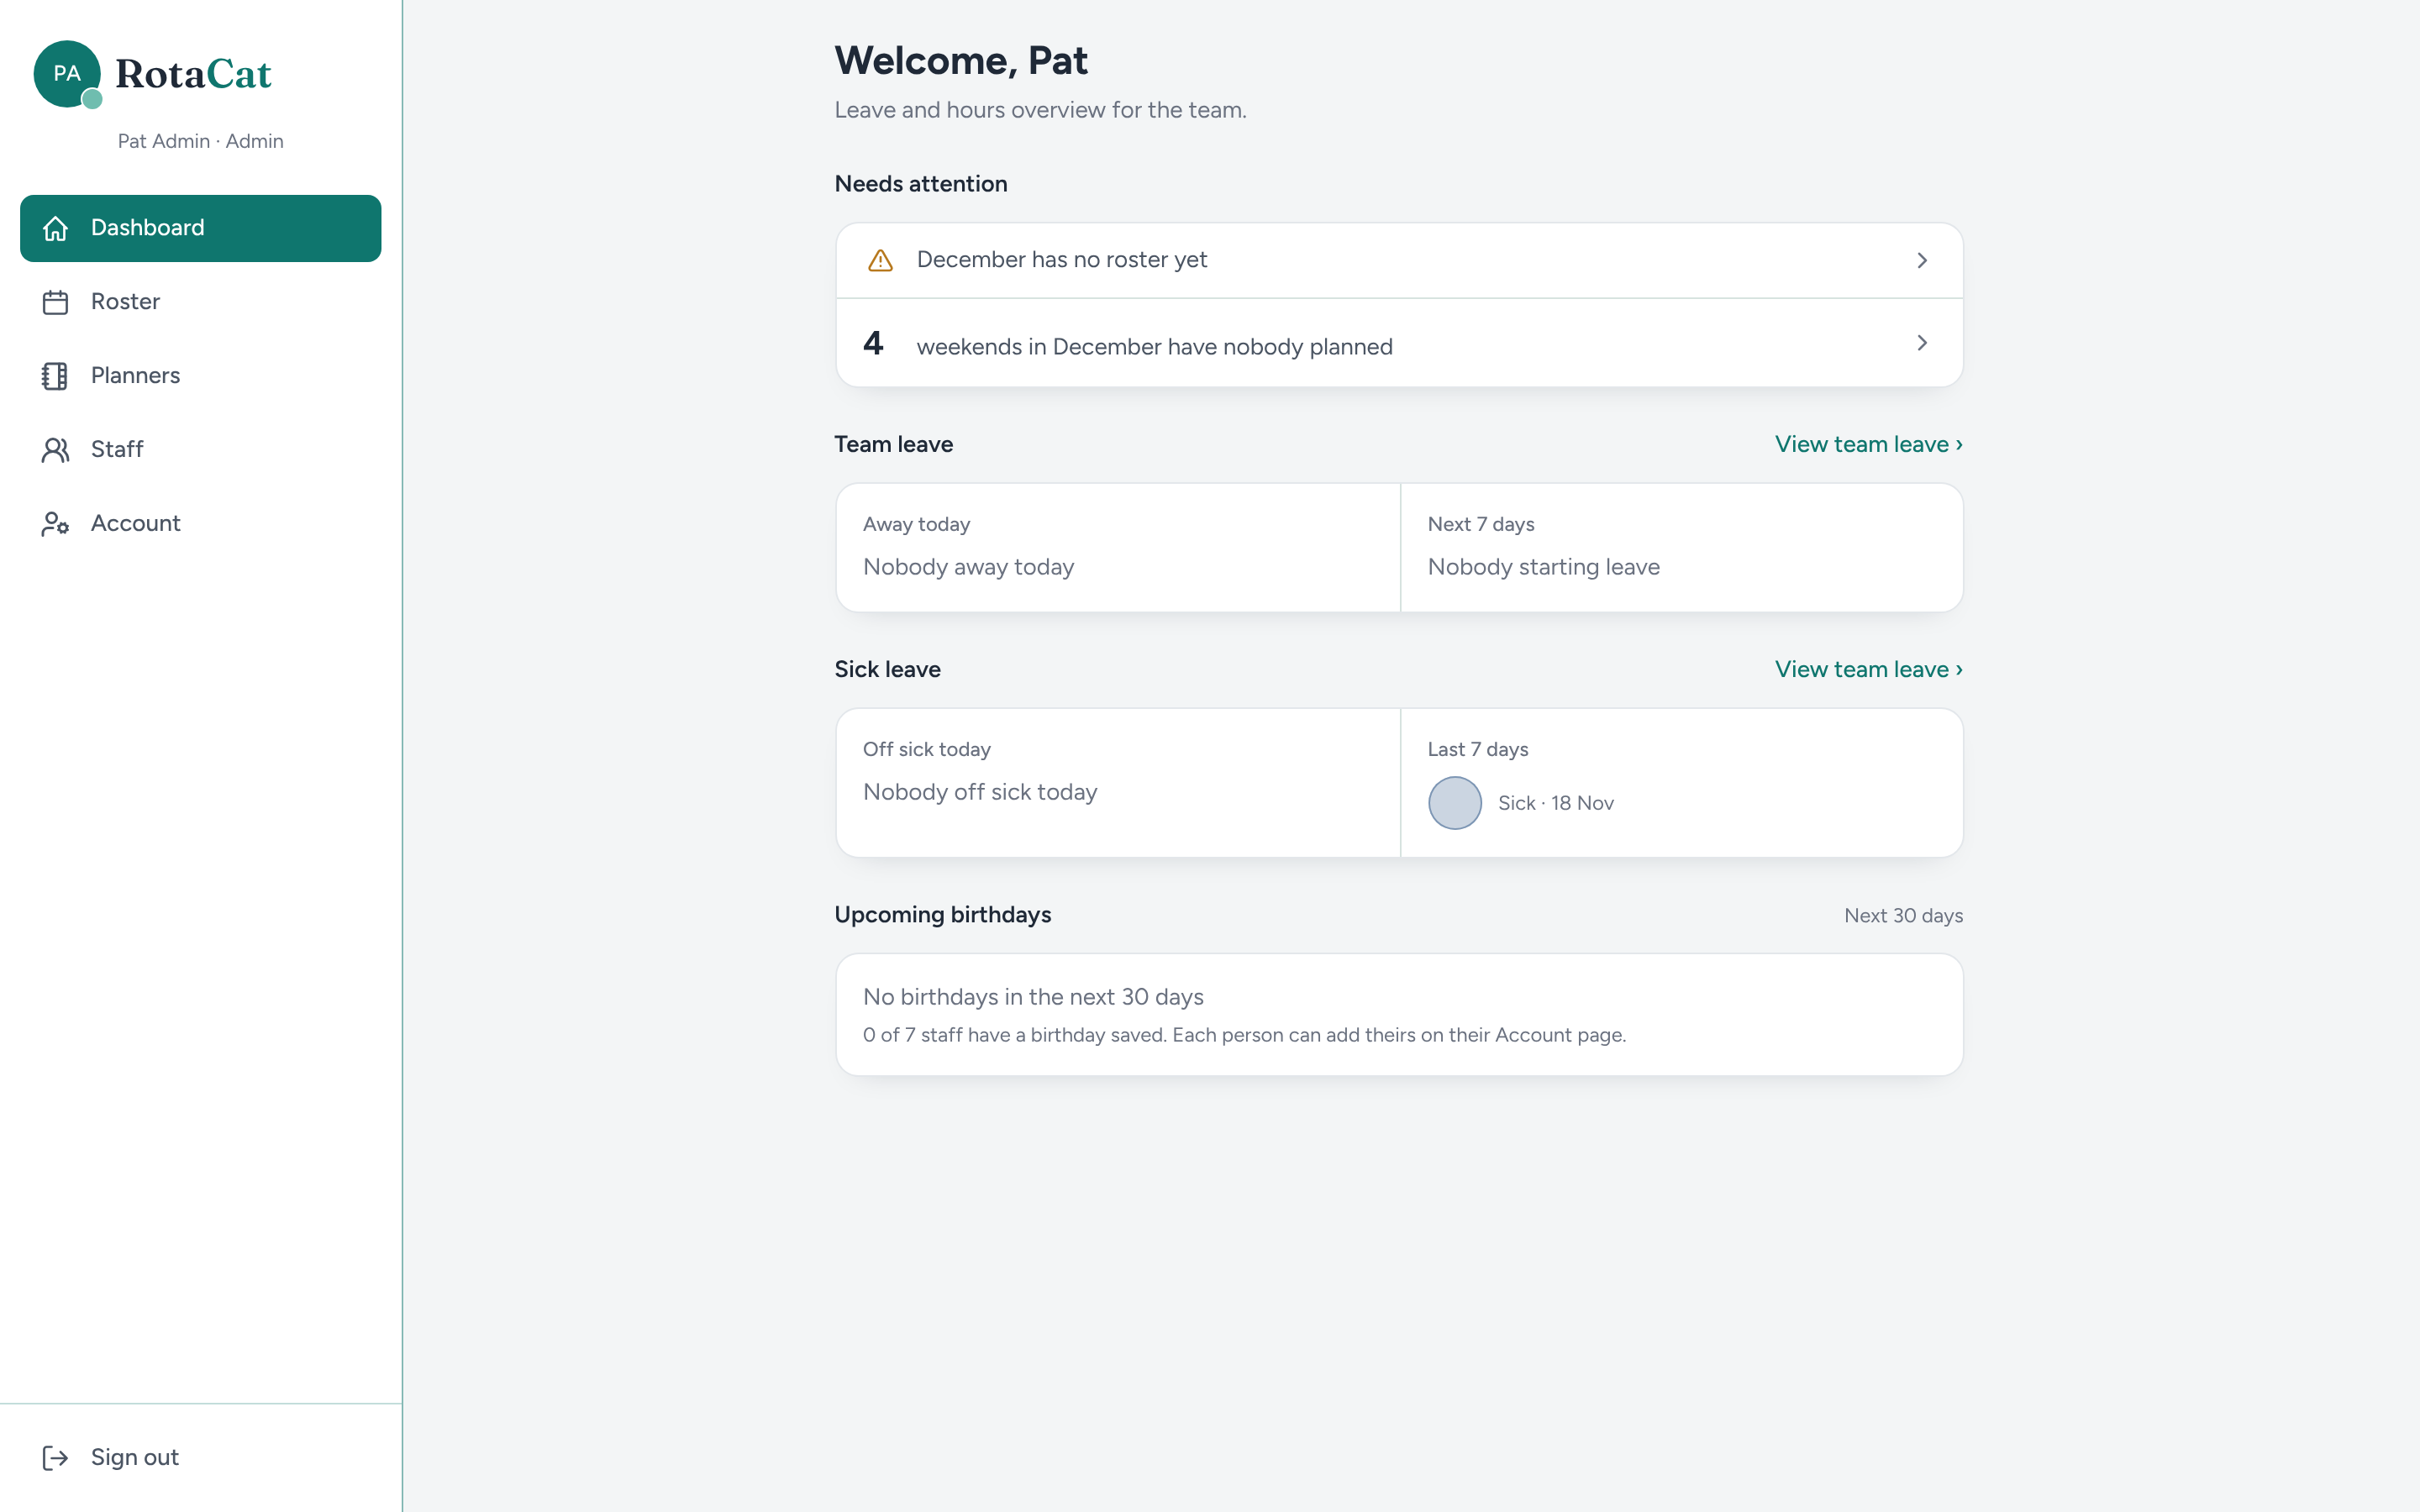 PA
RotaCat
Pat Admin · Admin
Dashboard
Roster
Planners
Staff
Account
Sign out
Welcome, Pat
Leave and hours overview for the team.
Needs attention
December has no roster yet
4 weekends in December have nobody planned
Team leave
View team leave ›
Away today
Nobody away today
Next 7 days
Nobody starting leave
Sick leave
View team leave ›
Off sick today
Nobody off sick today
Last 7 days
Sick · 18 Nov
Upcoming birthdays
Next 30 days
No birthdays in the next 30 days
0 of 7 staff have a birthday saved. Each person can add theirs on their Account page.